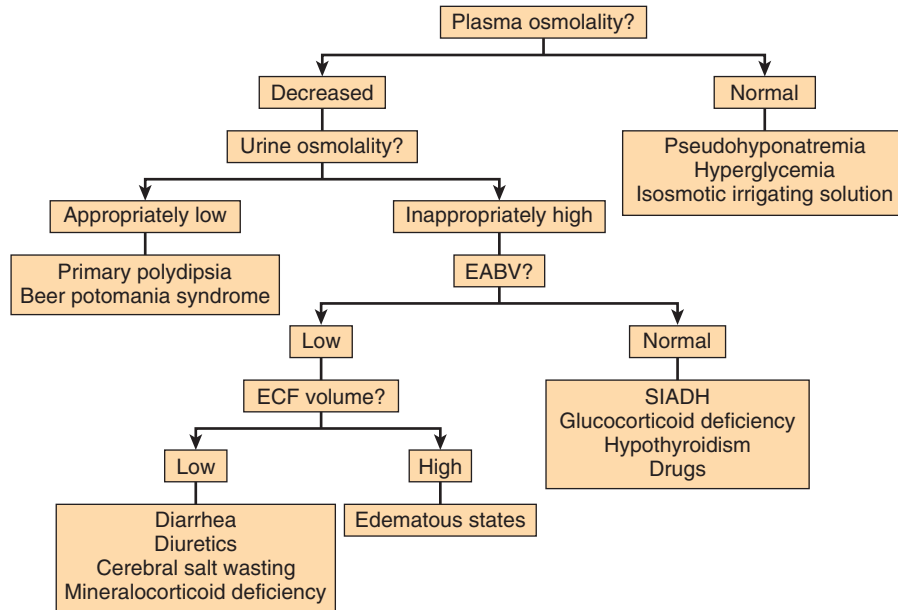 Plasma osmolality?
Decreased
Normal
Urine osmolality?
Pseudohyponatremia
Hyperglycemia
Isosmotic irrigating solution
Appropriately low
Inappropriately high
Primary polydipsia
Beer potomania syndrome
EABV?
Low
Normal
ECF volume?
SIADH
Glucocorticoid deficiency
Hypothyroidism
Drugs
Low
High
Diarrhea
Diuretics
Cerebral salt wasting
Mineralocorticoid deficiency
Edematous states